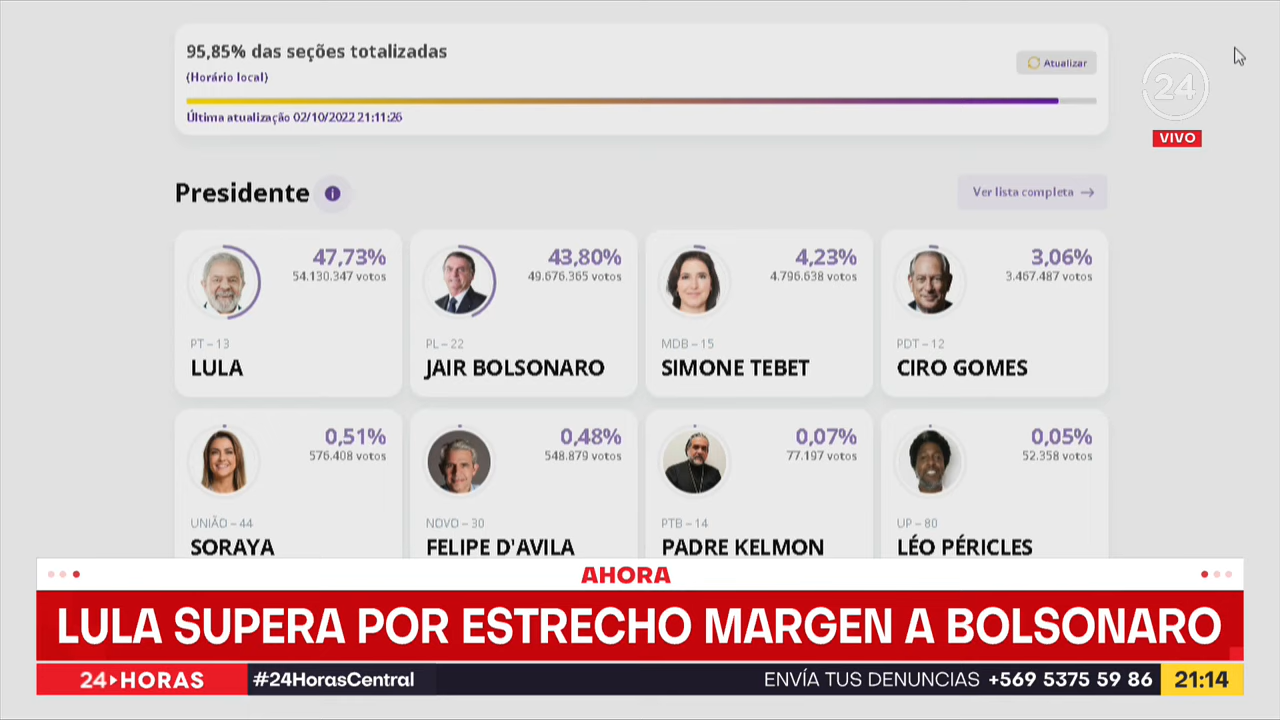 95,85% das seções totalizadas
(Horário local)
Atualizar
Última atualização 02/10/2022 21:11:26
24
VIVO
Presidente
Ver lista completa
47,73%
54.130.347 votos
PT – 13
LULA
43,80%
49.676.365 votos
PL – 22
JAIR BOLSONARO
4,23%
4.796.638 votos
MDB – 15
SIMONE TEBET
3,06%
3.467.487 votos
PDT – 12
CIRO GOMES
0,51%
576.408 votos
UNIÃO – 44
SORAYA
0,48%
548.879 votos
NOVO – 30
FELIPE D'AVILA
0,07%
77.197 votos
PTB – 14
PADRE KELMON
0,05%
52.358 votos
UP – 80
LÉO PÉRICLES
AHORA
LULA SUPERA POR ESTRECHO MARGEN A BOLSONARO
24 HORAS #24HorasCentral ENVÍA TUS DENUNCIAS +569 5375 59 86 21:14